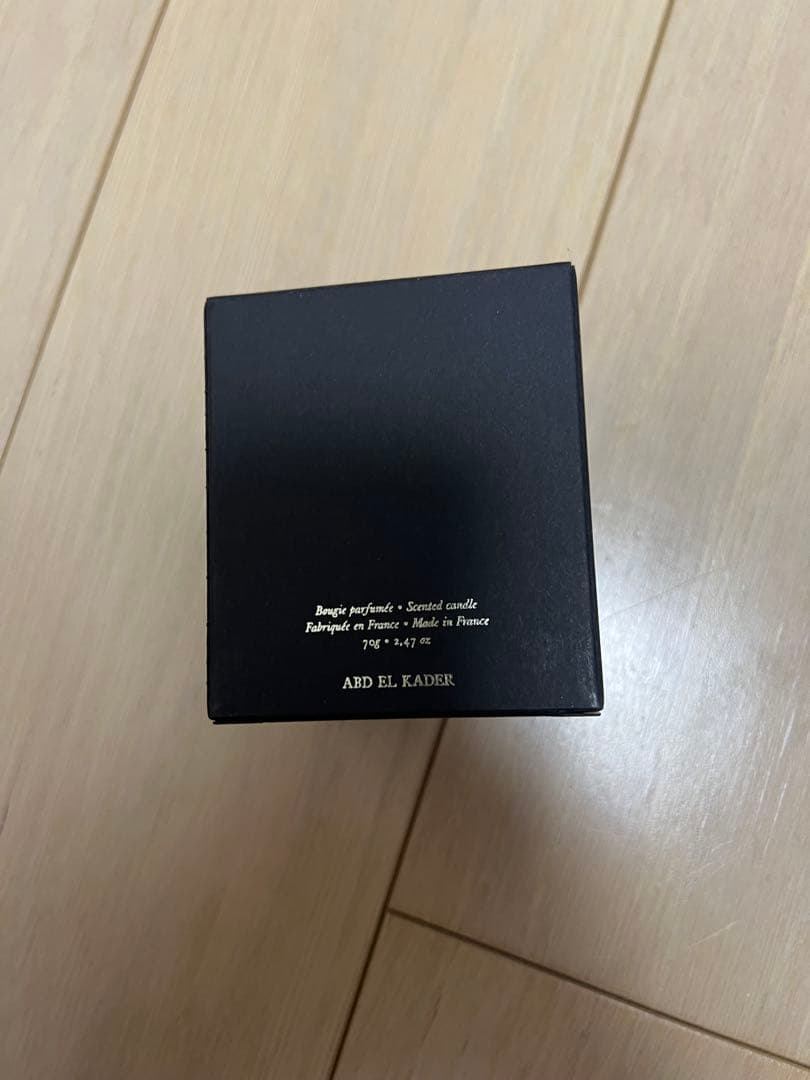 Bougie parfumée • Scented candle
Fabriquée en France • Made in France
70g • 2,47 oz
ABD EL KADER